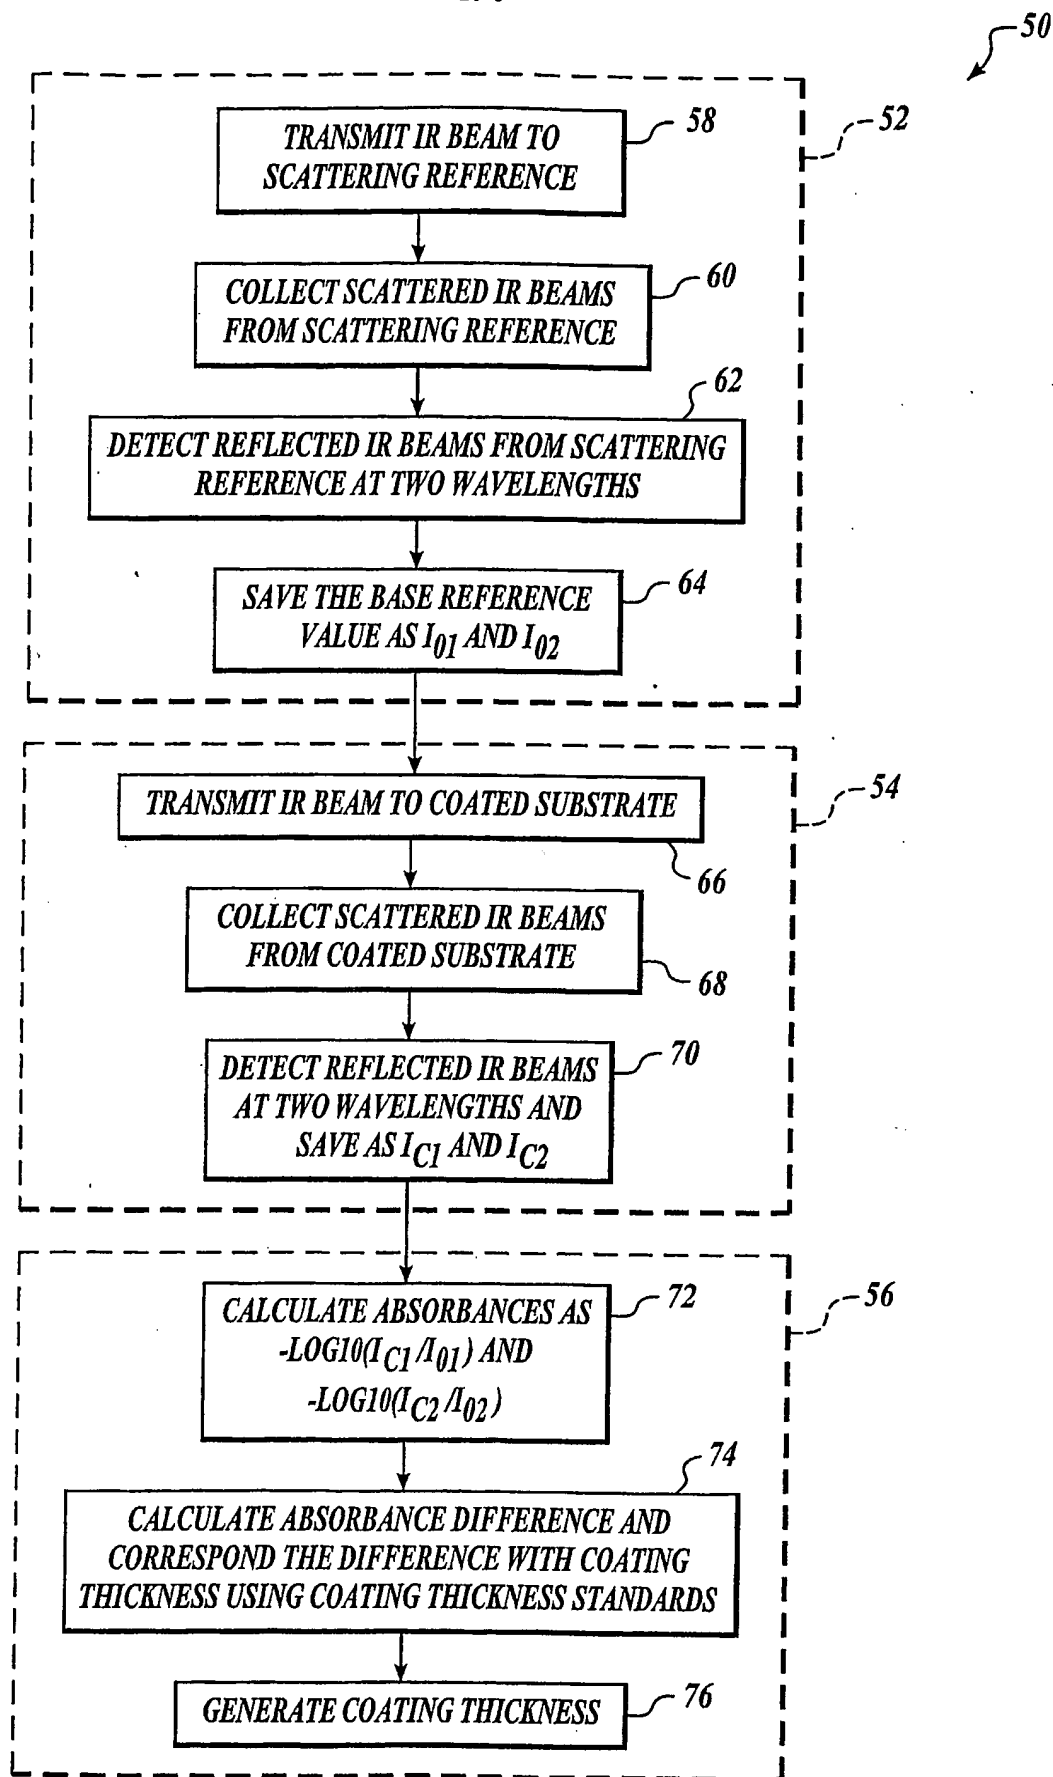 50
52
TRANSMIT IR BEAM TO
SCATTERING REFERENCE
58
COLLECT SCATTERED IR BEAMS
FROM SCATTERING REFERENCE
60
62
DETECT REFLECTED IR BEAMS FROM SCATTERING
REFERENCE AT TWO WAVELENGTHS
64
SAVE THE BASE REFERENCE
VALUE AS I01 AND I02
54
TRANSMIT IR BEAM TO COATED SUBSTRATE
66
COLLECT SCATTERED IR BEAMS
FROM COATED SUBSTRATE
68
70
DETECT REFLECTED IR BEAMS
AT TWO WAVELENGTHS AND
SAVE AS IC1 AND IC2
56
72
CALCULATE ABSORBANCES AS
-LOG10(IC1/I01) AND
-LOG10(IC2/I02)
74
CALCULATE ABSORBANCE DIFFERENCE AND
CORRESPOND THE DIFFERENCE WITH COATING
THICKNESS USING COATING THICKNESS STANDARDS
GENERATE COATING THICKNESS
76